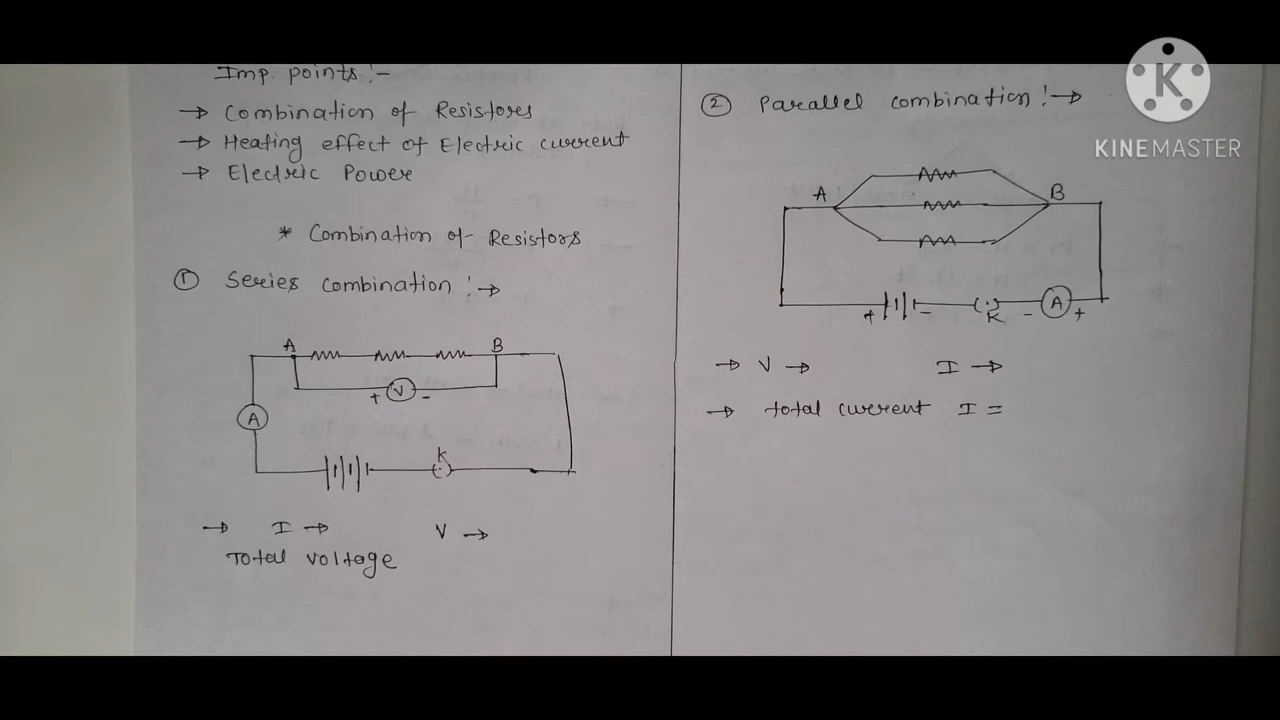 Imp points :-
→ Combination of Resistores
→ Heating effect of Electric current
→ Electric Power
* Combination of Resistors
① Series combination :→
A B
+ V -
A
K
→ I → V →
Total voltage
② Parallel combination :→
A B
+ - K - A +
→ V → I →
→ total current I =
K
KINEMASTER